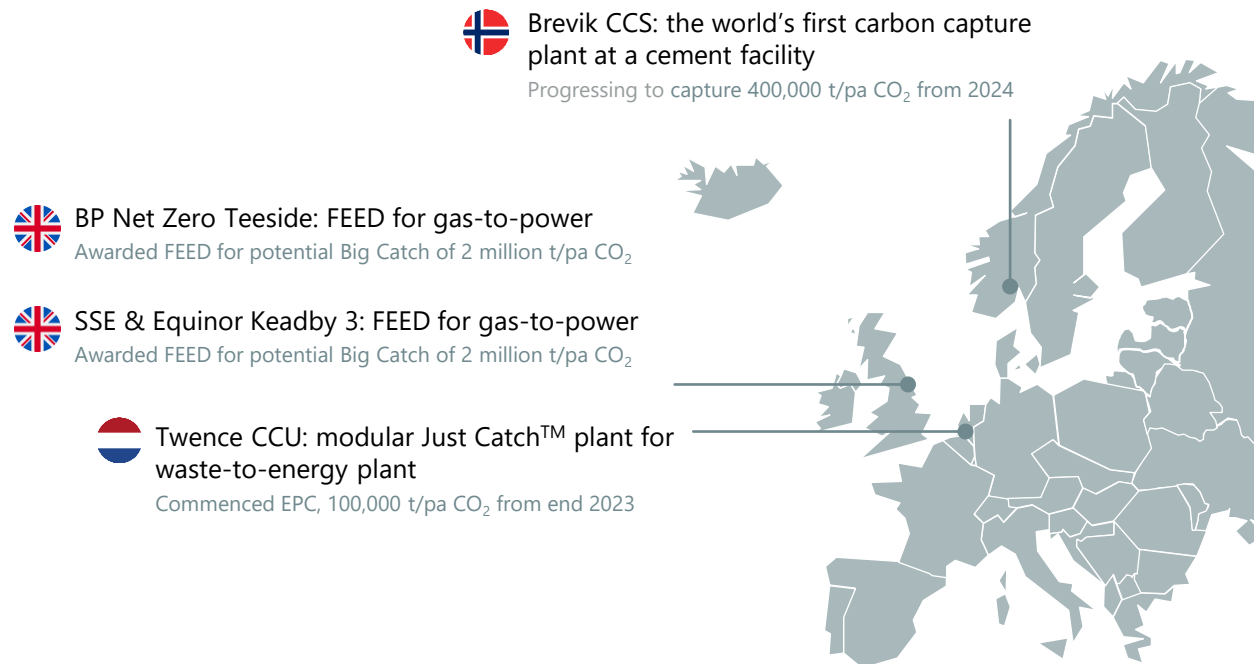 Brevik CCS: the world’s first carbon capture
plant at a cement facility
Progressing to capture 400,000 t/pa CO₂ from 2024
BP Net Zero Teeside: FEED for gas-to-power
Awarded FEED for potential Big Catch of 2 million t/pa CO₂
SSE & Equinor Keadby 3: FEED for gas-to-power
Awarded FEED for potential Big Catch of 2 million t/pa CO₂
Twence CCU: modular Just Catch™ plant for
waste-to-energy plant
Commenced EPC, 100,000 t/pa CO₂ from end 2023